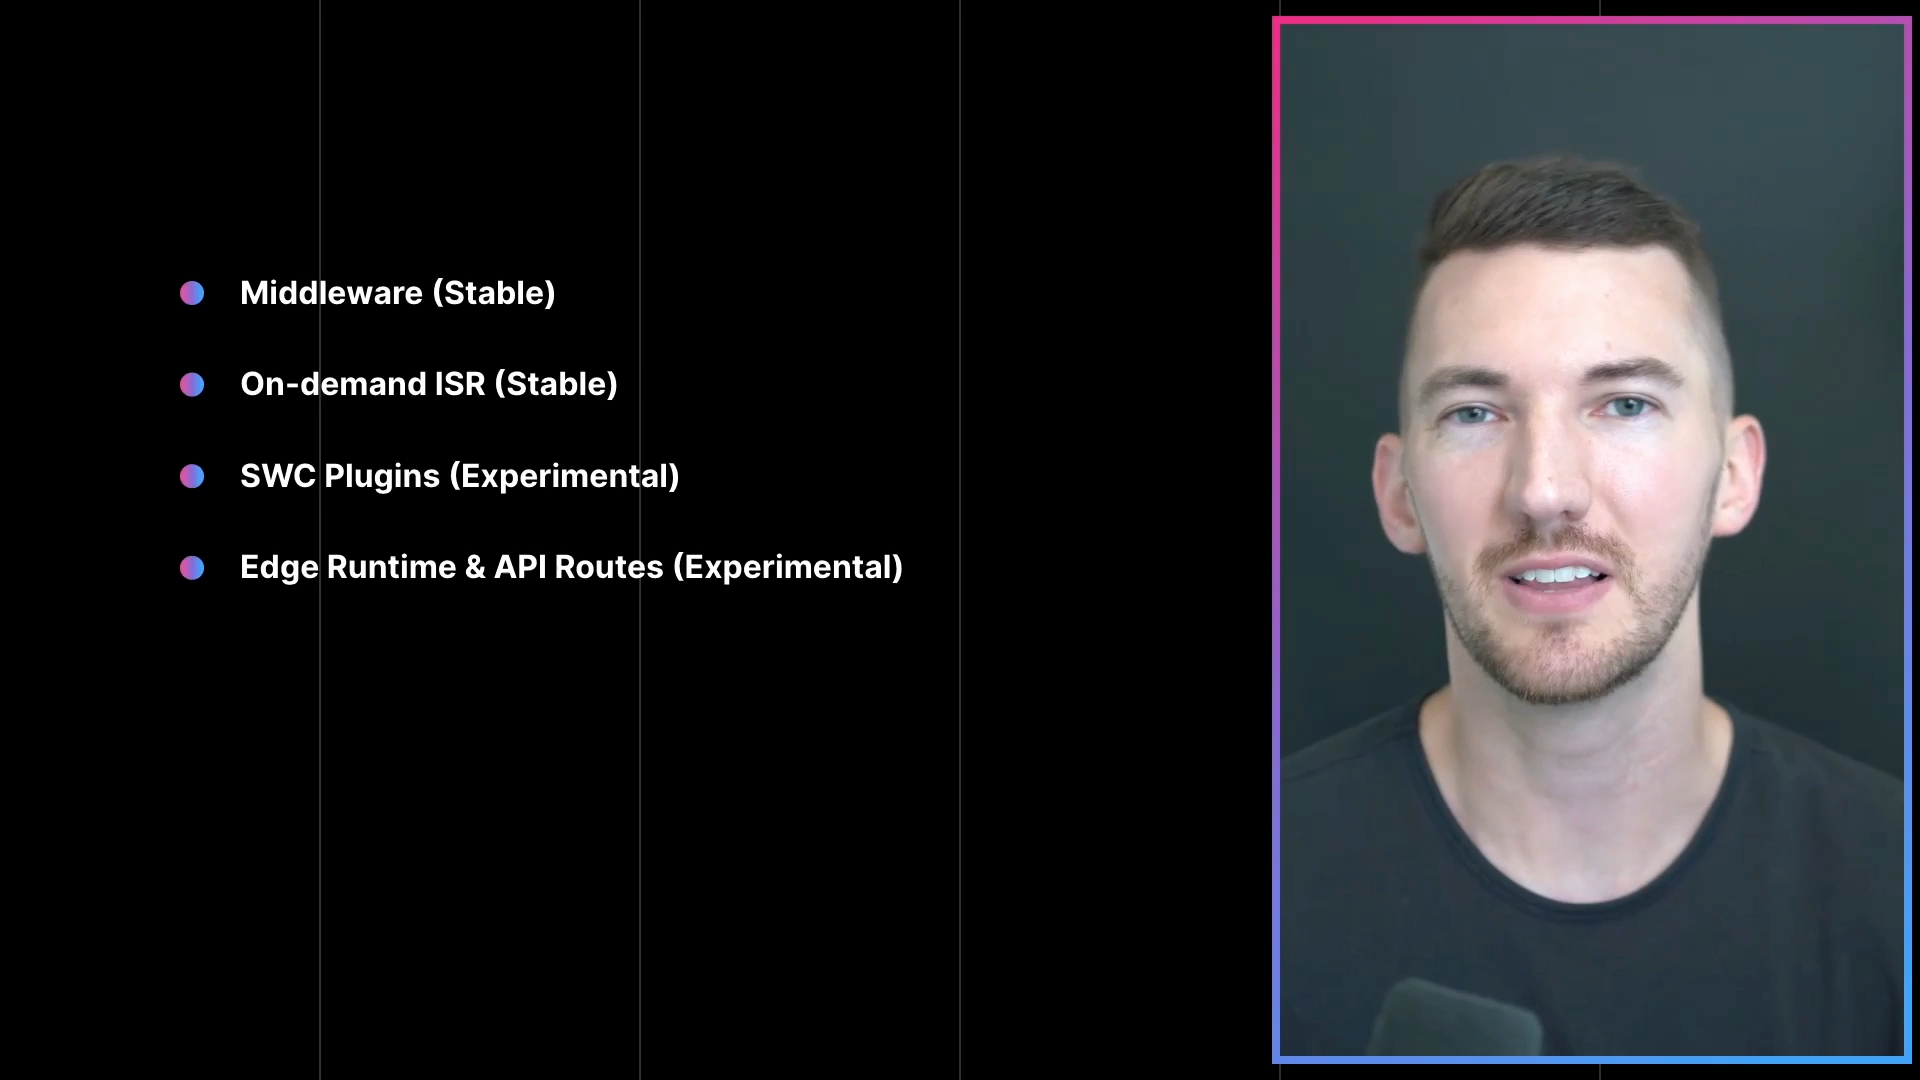 Middleware (Stable)
On-demand ISR (Stable)
SWC Plugins (Experimental)
Edge Runtime & API Routes (Experimental)